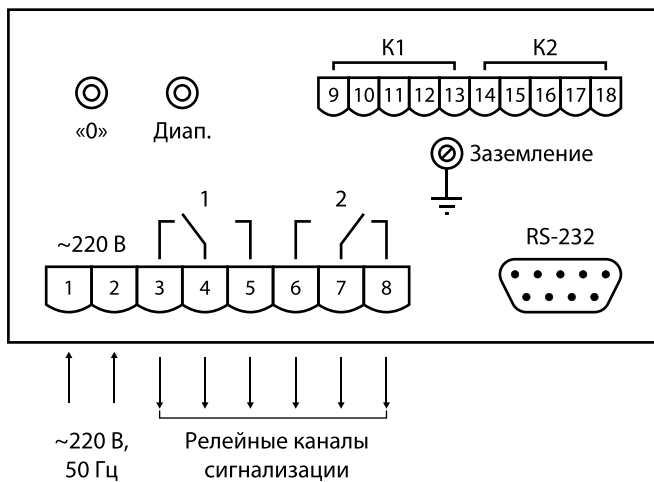 К1 К2
9 10 11 12 13 14 15 16 17 18
«0» Диап.
Заземление
1 2
~220 В
RS-232
1 2 3 4 5 6 7 8
~220 В,
50 Гц
Релейные каналы
сигнализации